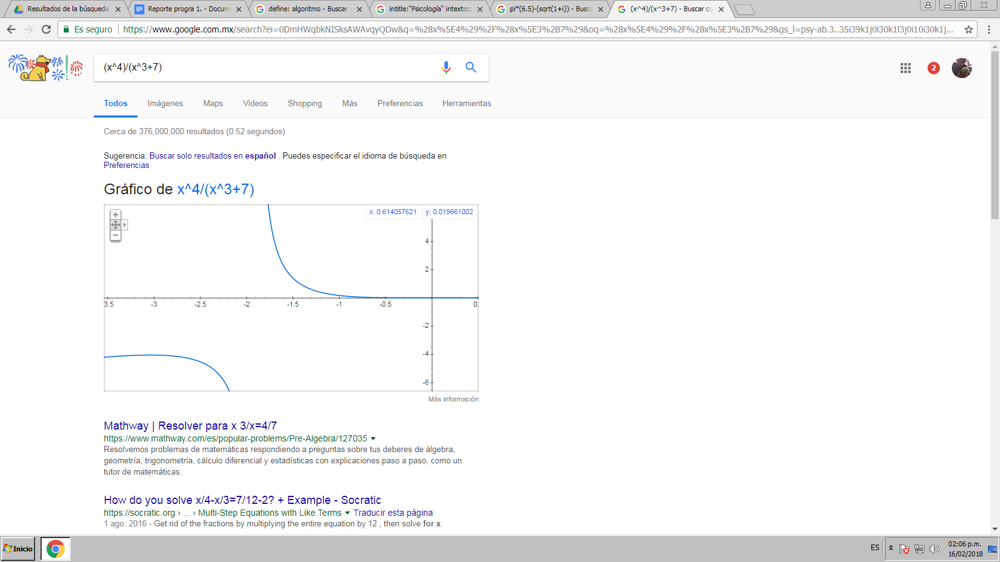 Resultados de la búsqueda
Reporte progra 1. - Docum
define: algoritmo - Buscar
intitle:"Psicología" intext:co
pi*(6.5)-(sqrt(1+i)) - Busca
(x^4)/(x^3+7) - Buscar co
Es seguro
https://www.google.com.mx/search?ei=0DmHWqbkNISksAWAvqyQDw&q=%28x%5E4%29%2F%28x%5E3%2B7%29&oq=%28x%5E4%29%2F%28x%5E3%2B7%29&gs_l=psy-ab.3..35i39k1j0i30k1l3j0i10i30k1j...
(x^4)/(x^3+7)
2
Todos Imágenes Maps Videos Shopping Más Preferencias Herramientas
Cerca de 376,000,000 resultados (0.52 segundos)
Sugerencia: Buscar solo resultados en español . Puedes especificar el idioma de búsqueda en
Preferencias
Gráfico de x^4/(x^3+7)
x: 0.614057621 y: 0.019661002
4
2
3.5 -3 -2.5 -2 -1.5 -1 -0.5 0.
-2
-4
-6
Más información
Mathway | Resolver para x 3/x=4/7
https://www.mathway.com/es/popular-problems/Pre-Algebra/127035
Resolvemos problemas de matemáticas respondiendo a preguntas sobre tus deberes de álgebra,
geometría, trigonometría, cálculo diferencial y estadísticas con explicaciones paso a paso, como un
tutor de matemáticas.
How do you solve x/4-x/3=7/12-2? + Example - Socratic
https://socratic.org › ... › Multi-Step Equations with Like Terms Traducir esta página
1 ago. 2016 - Get rid of the fractions by multiplying the entire equation by 12 , then solve for x.
Inicio
ES
02:06 p.m.
16/02/2018